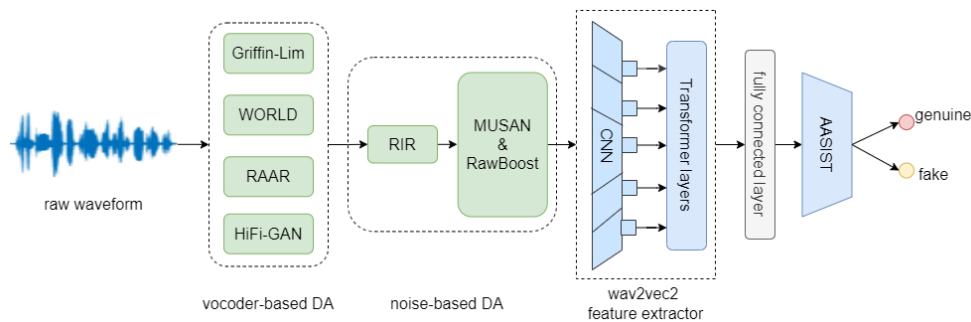 raw waveform
Griffin-Lim
WORLD
RAAR
HiFi-GAN
vocoder-based DA
RIR
MUSAN
&
RawBoost
noise-based DA
CNN
Transformer layers
wav2vec2
feature extractor
fully connected layer
AASIST
genuine
fake